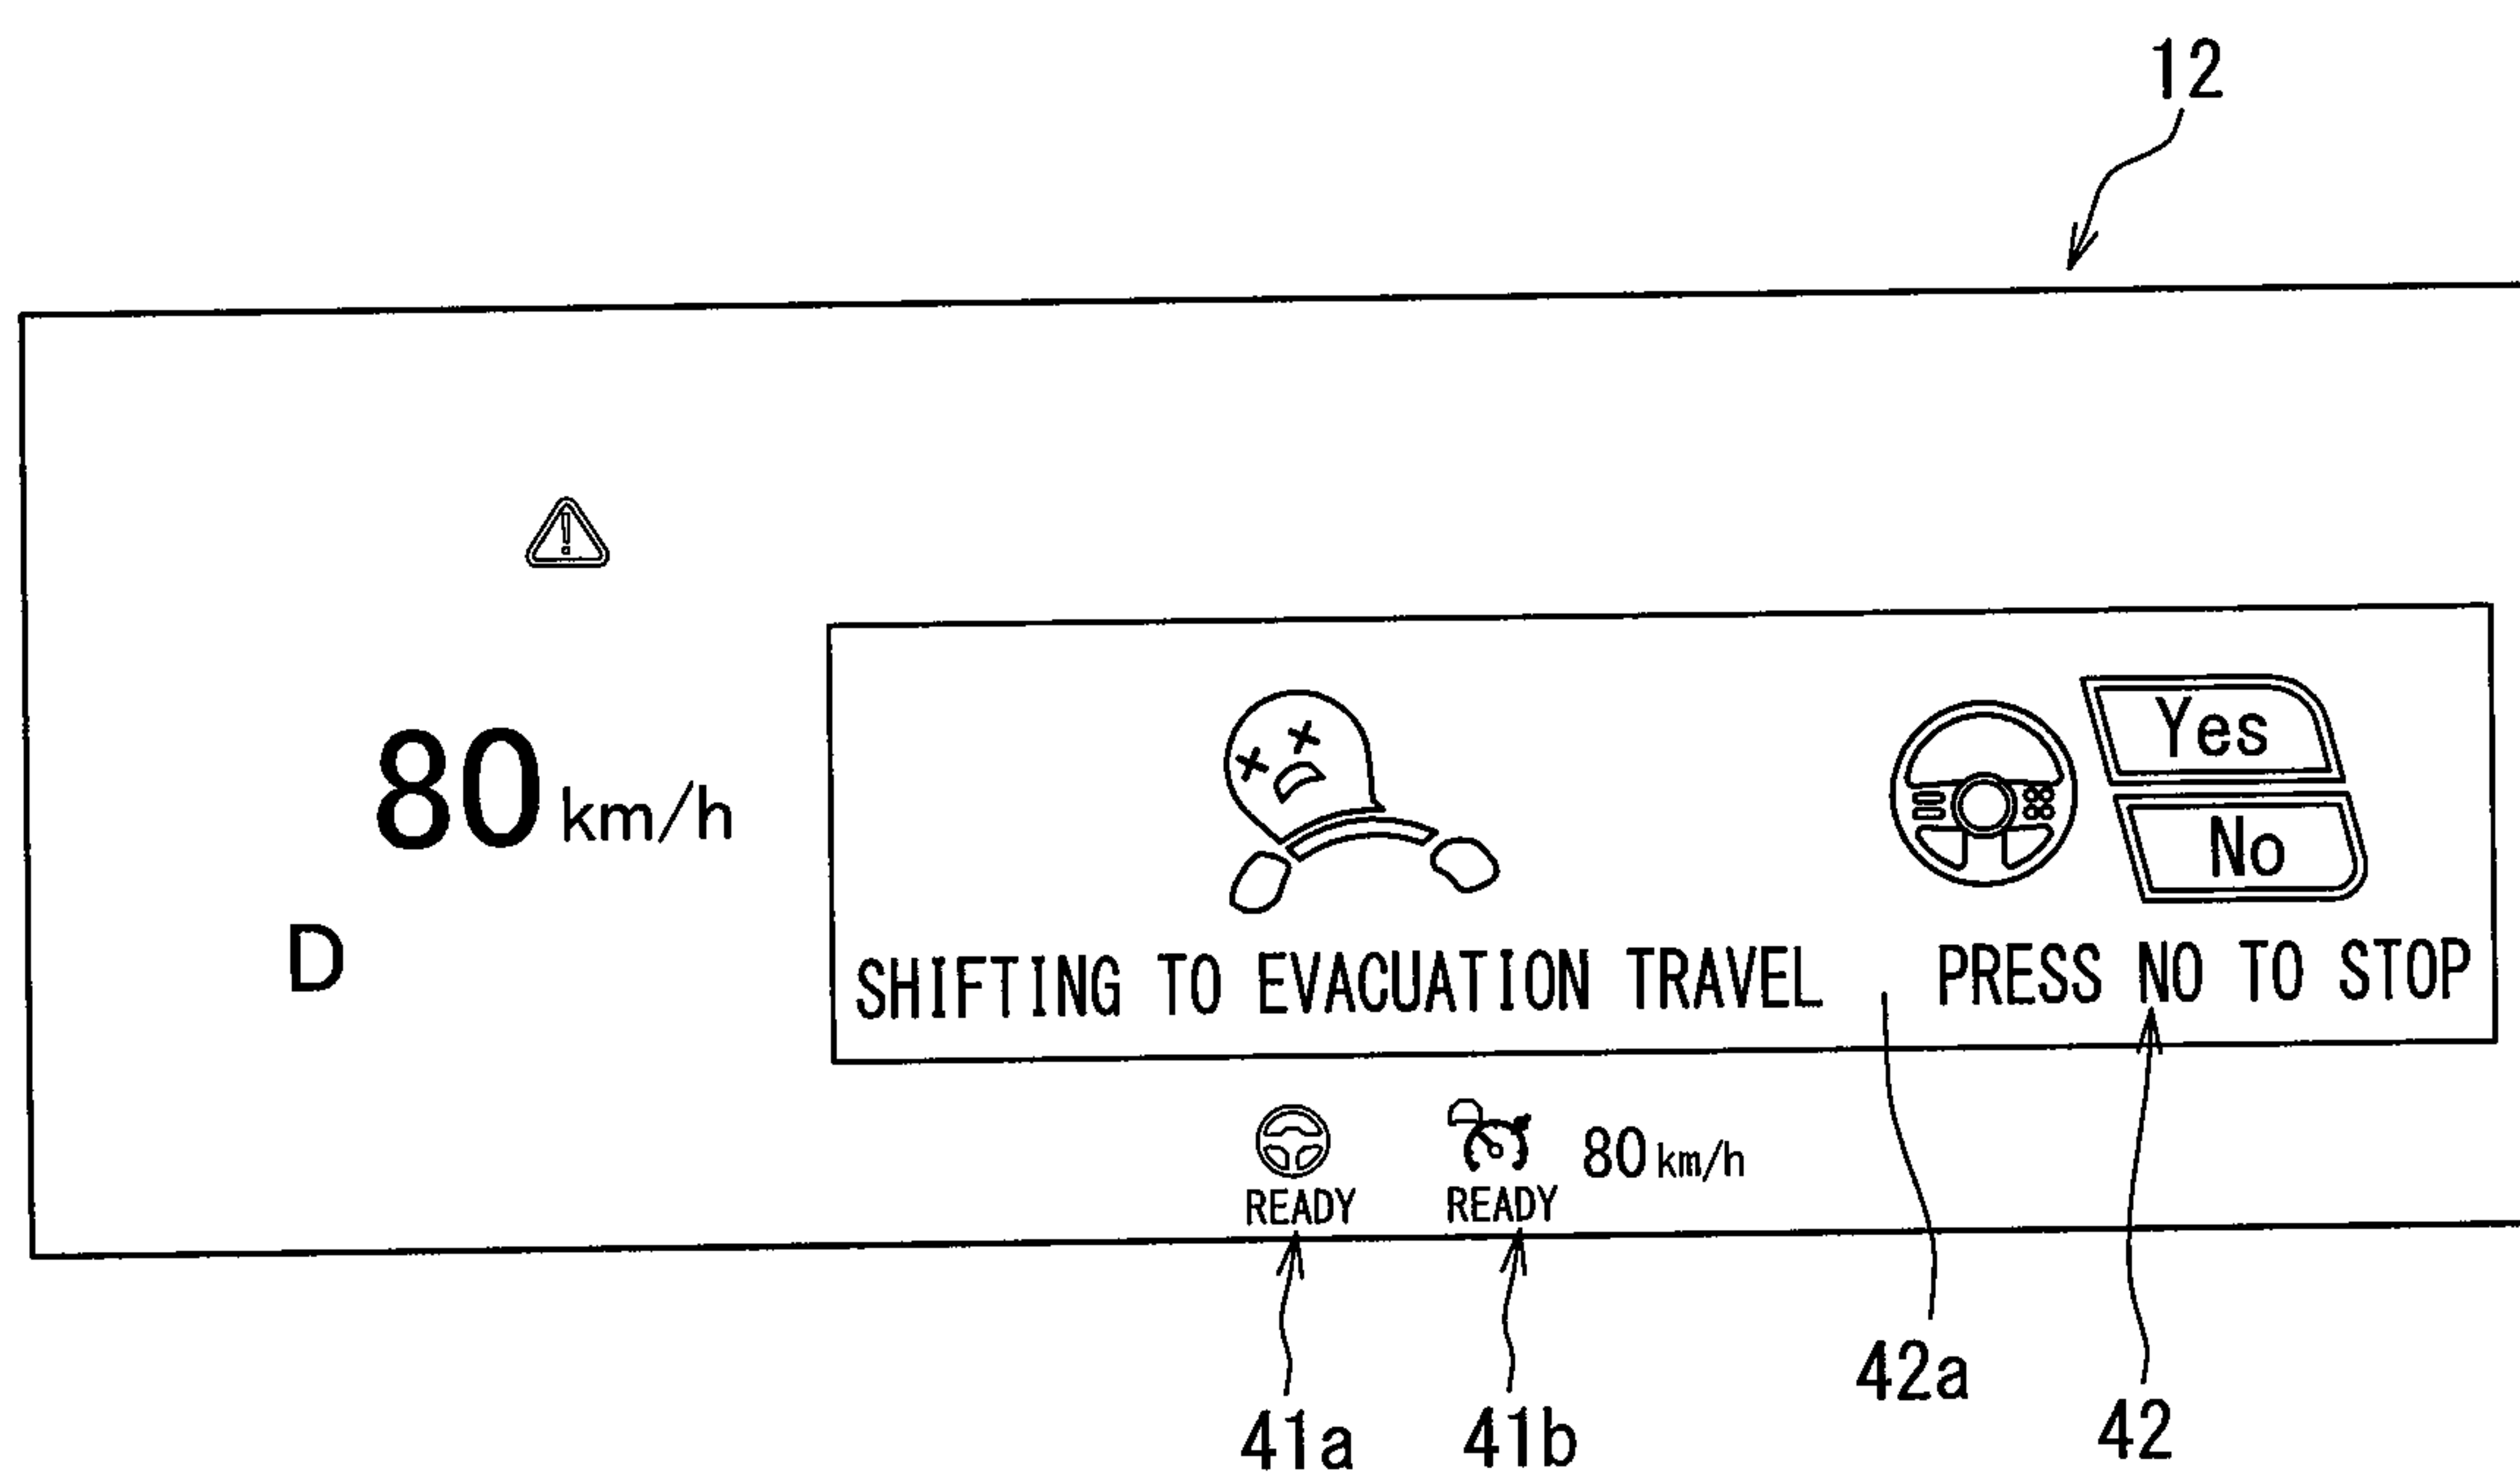 12
!
80 km/h
D
Yes
No
SHIFTING TO EVACUATION TRAVEL PRESS NO TO STOP
80 km/h
READY READY
41a 41b 42a 42